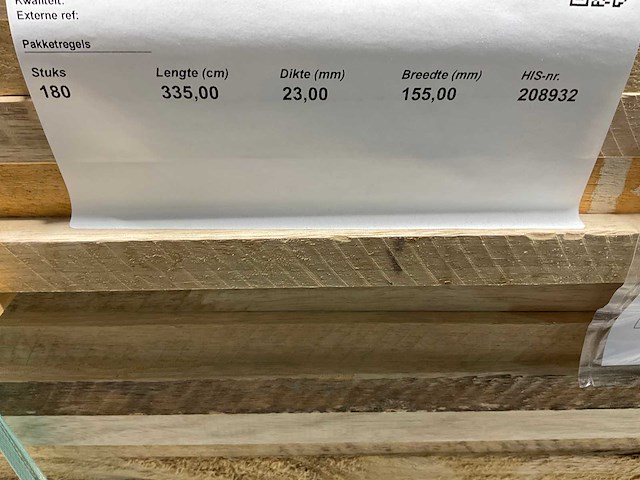 Kwaliteit:
Externe ref:
Pakketregels
Stuks Lengte (cm) Dikte (mm) Breedte (mm) HIS-nr.
180 335,00 23,00 155,00 208932